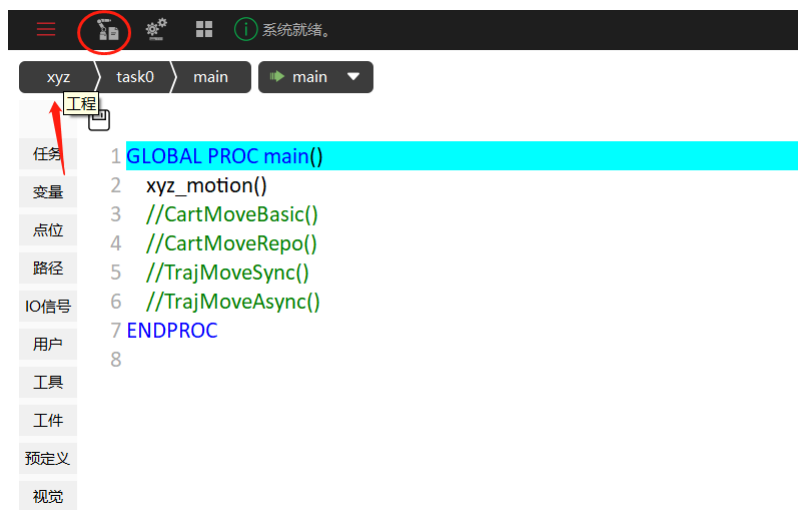 系统就绪。
xyz task0 main main
工程
任务
变量
点位
路径
IO信号
用户
工具
工件
预定义
视觉
1 GLOBAL PROC main()
2 xyz_motion()
3 //CartMoveBasic()
4 //CartMoveRepo()
5 //TrajMoveSync()
6 //TrajMoveAsync()
7 ENDPROC
8